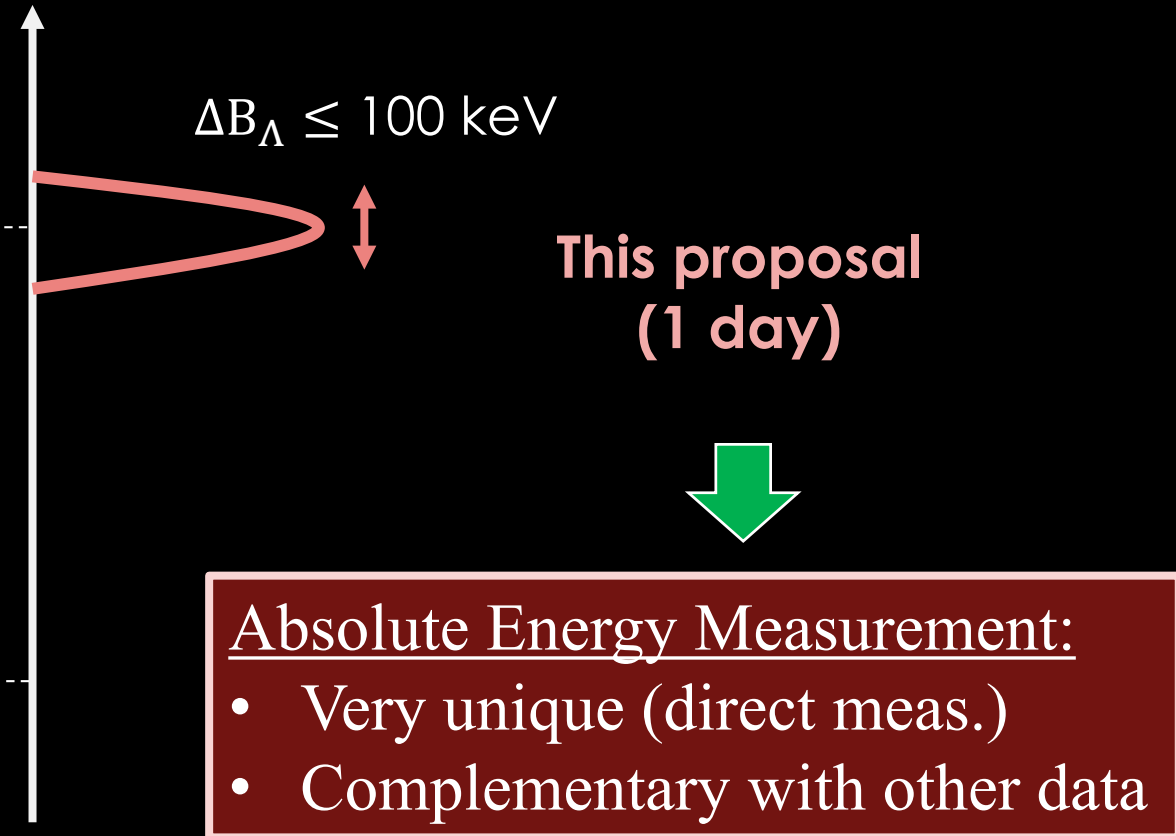 ΔB_Λ ≤ 100 keV
This proposal
(1 day)
Absolute Energy Measurement:
• Very unique (direct meas.)
• Complementary with other data